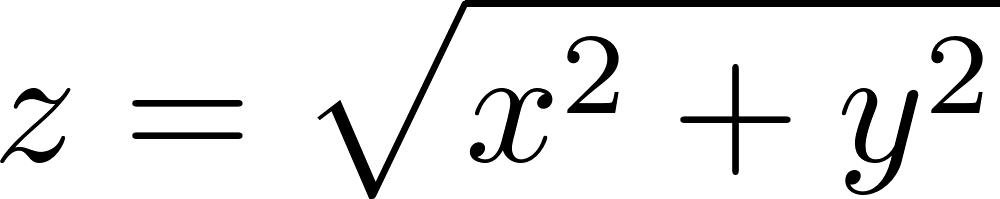 z = √x² + y²